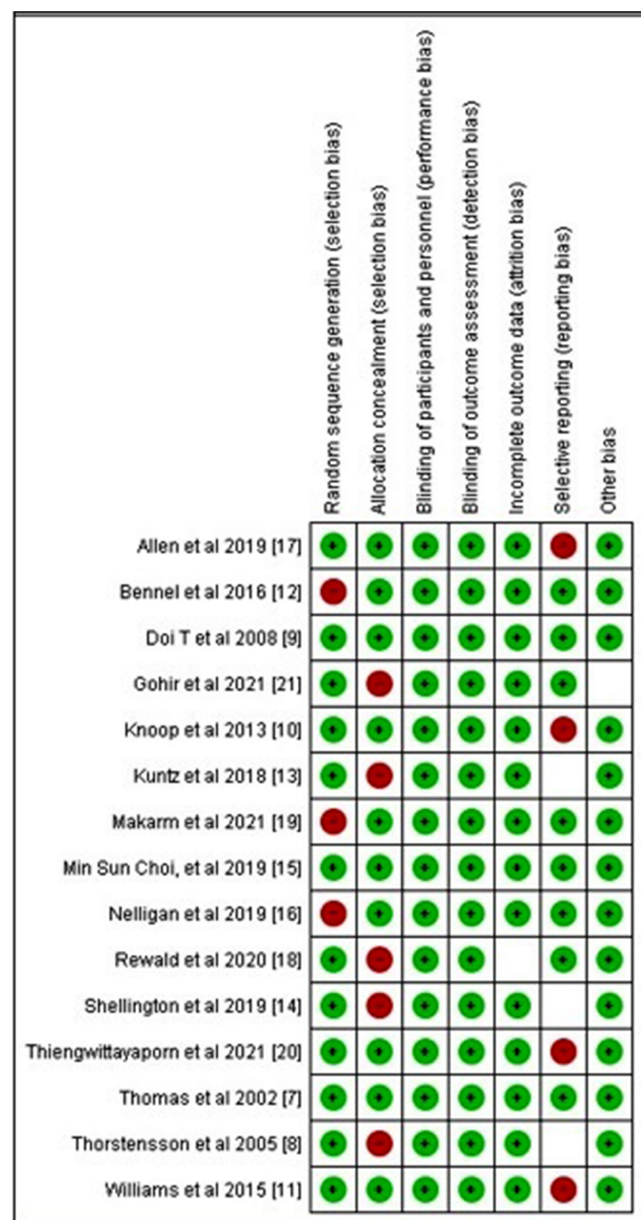 Random sequence generation (selection bias)
Allocation concealment (selection bias)
Blinding of participants and personnel (performance bias)
Blinding of outcome assessment (detection bias)
Incomplete outcome data (attrition bias)
Selective reporting (reporting bias)
Other bias
Allen et al 2019 [17]
Bennel et al 2016 [12]
Doi T et al 2008 [9]
Gohir et al 2021 [21]
Knoop et al 2013 [10]
Kuntz et al 2018 [13]
Makarm et al 2021 [19]
Min Sun Choi, et al 2019 [15]
Nelligan et al 2019 [16]
Rewald et al 2020 [18]
Shellington et al 2019 [14]
Thiengwittayaporn et al 2021 [20]
Thomas et al 2002 [7]
Thorstensson et al 2005 [8]
Williams et al 2015 [11]